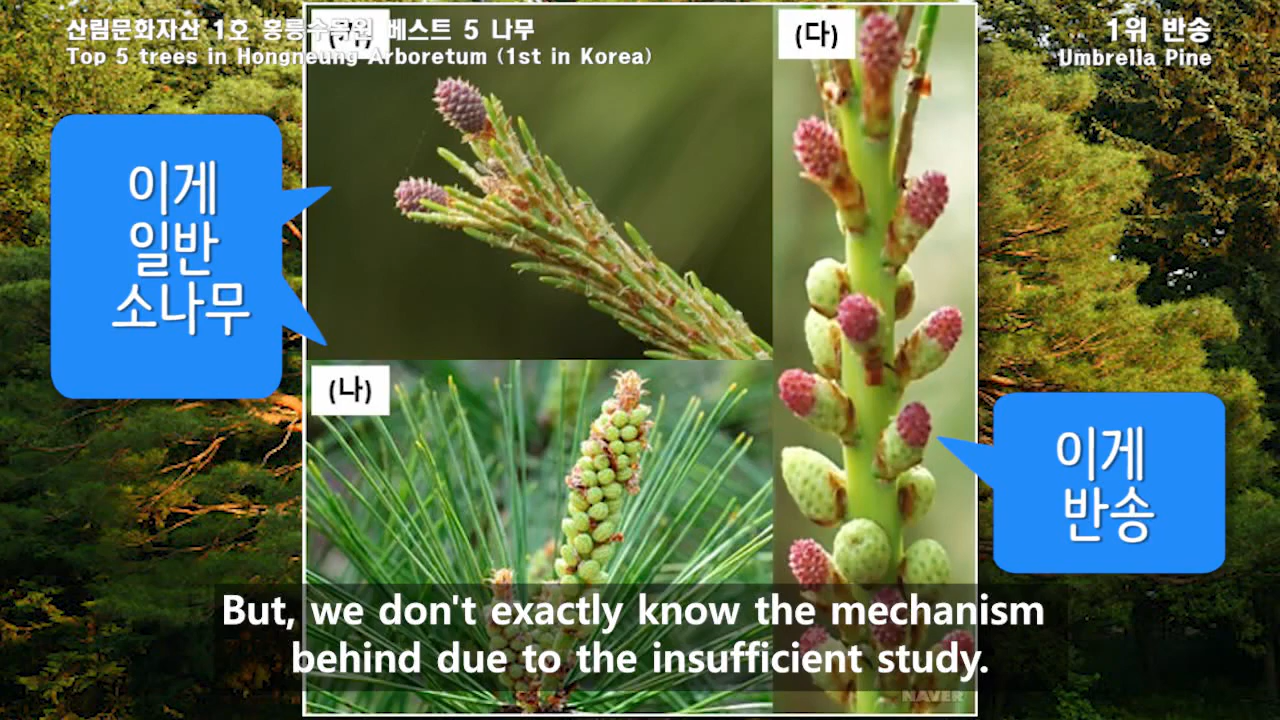 산림문화자산 1호 홍릉수목원 베스트 5 나무
Top 5 trees in Hongneung Arboretum (1st in Korea)
1위 반송
Umbrella Pine
(다)
이게
일반
소나무
(나)
이게
반송
But, we don't exactly know the mechanism
behind due to the insufficient study.
NAVER